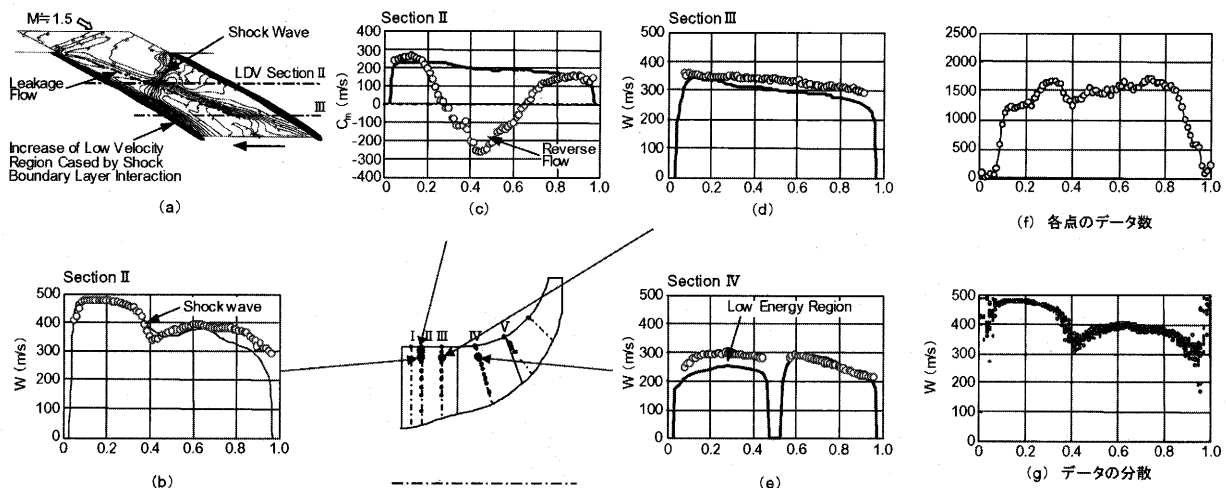 M≒1.5
Shock Wave
Leakage
Flow
LDV Section Ⅱ
Ⅲ
Increase of Low Velocity
Region Cased by Shock
Boundary Layer Interaction
(a)
Section Ⅱ
400
300
200
100
0
-100
-200
-300
-400
Cm (m/s)
Reverse
Flow
0 0.2 0.4 0.6 0.8 1.0
(c)
Section Ⅲ
500
400
300
200
100
0
W (m/s)
0 0.2 0.4 0.6 0.8 1.0
(d)
2500
2000
1500
1000
500
0
0.0 0.2 0.4 0.6 0.8 1.0
(f) 各点のデータ数
Section Ⅱ
500
400
300
200
100
0
W (m/s)
Shock wave
0 0.2 0.4 0.6 0.8 1.0
(b)
Ⅰ Ⅱ Ⅲ Ⅳ Ⅴ
Section Ⅳ
500
400
300
200
100
0
W (m/s)
Low Energy Region
0 0.2 0.4 0.6 0.8 1.0
(e)
500
400
300
200
100
0
W (m/s)
0.0 0.2 0.4 0.6 0.8 1.0
(g) データの分散